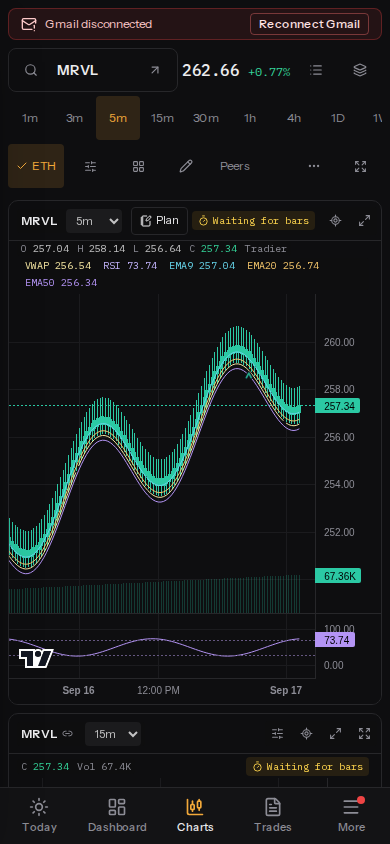 Gmail disconnected Reconnect Gmail
MRVL 262.66 +0.77%
1m 3m 5m 15m 30m 1h 4h 1D
ETH Peers
MRVL 5m Plan Waiting for bars
O 257.04 H 258.14 L 256.64 C 257.34 Tradier
VWAP 256.54 RSI 73.74 EMA9 257.04 EMA20 256.74
EMA50 256.34
260.00
258.00
257.34
256.00
254.00
252.00
67.36K
100.00
73.74
0.00
Sep 16 12:00 PM Sep 17
MRVL 15m
C 257.34 Vol 67.4K Waiting for bars
Today Dashboard Charts Trades More